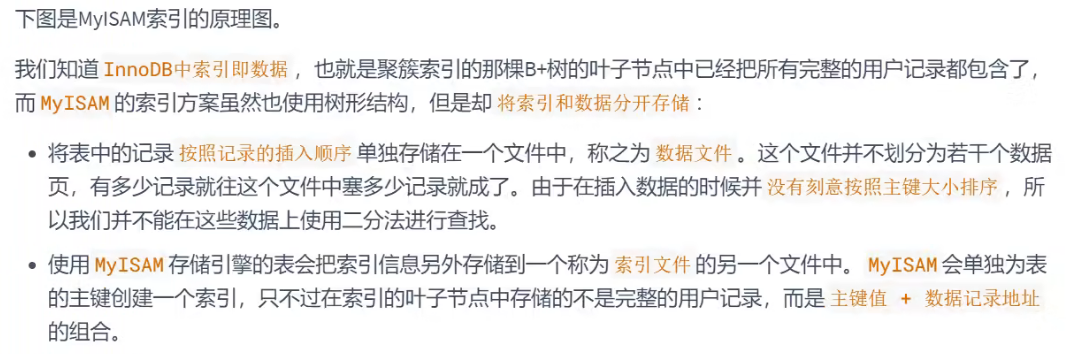 下图是MyISAM索引的原理图。
我们知道 InnoDB中索引即数据 ，也就是聚簇索引的那棵B+树的叶子节点中已经把所有完整的用户记录都包含了，
而 MyISAM 的索引方案虽然也使用树形结构，但是却 将索引和数据分开存储 ：
• 将表中的记录 按照记录的插入顺序 单独存储在一个文件中，称之为 数据文件 。这个文件并不划分为若干个数据
页，有多少记录就往这个文件中塞多少记录就成了。由于在插入数据的时候并 没有刻意按照主键大小排序 ，所
以我们并不能在这些数据上使用二分法进行查找。
• 使用 MyISAM 存储引擎的表会把索引信息另外存储到一个称为 索引文件 的另一个文件中。 MyISAM 会单独为表
的主键创建一个索引，只不过在索引的叶子节点中存储的不是完整的用户记录，而是 主键值 + 数据记录地址
的组合。